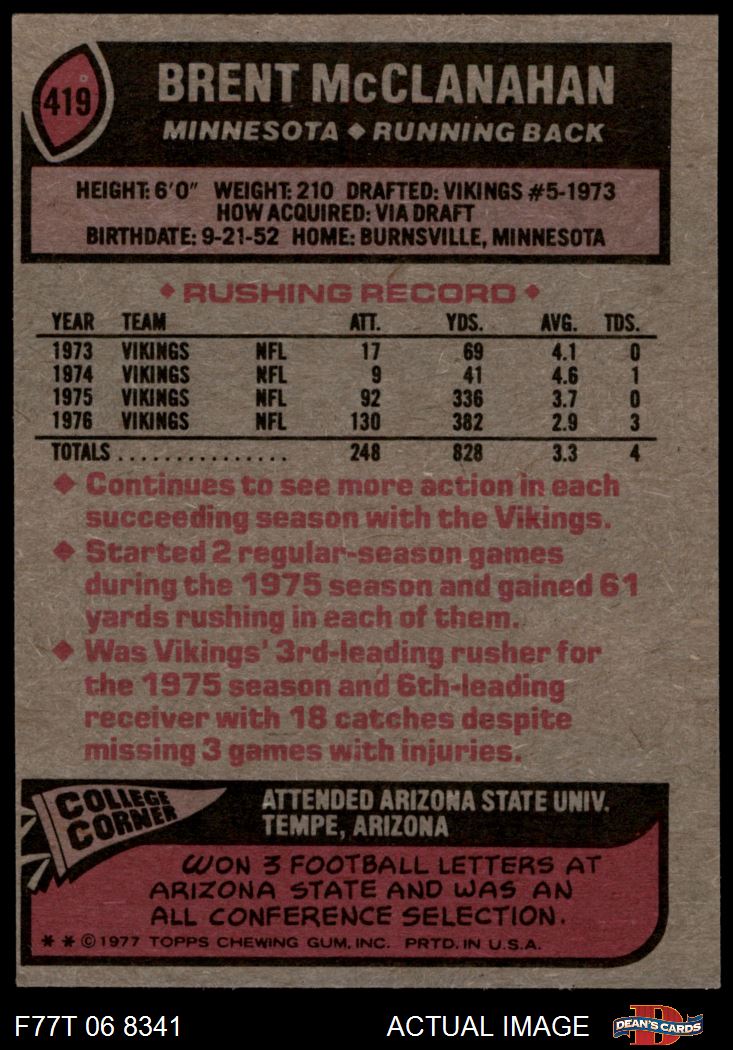 419
BRENT McCLANAHAN
MINNESOTA ◆ RUNNING BACK
HEIGHT: 6'0" WEIGHT: 210 DRAFTED: VIKINGS #5-1973
HOW ACQUIRED: VIA DRAFT
BIRTHDATE: 9-21-52 HOME: BURNSVILLE, MINNESOTA
◆ RUSHING RECORD ◆
YEAR TEAM ATT. YDS. AVG. TDS.
1973 VIKINGS NFL 17 69 4.1 0
1974 VIKINGS NFL 9 41 4.6 1
1975 VIKINGS NFL 92 336 3.7 0
1976 VIKINGS NFL 130 382 2.9 3
TOTALS ............... 248 828 3.3 4
◆ Continues to see more action in each
succeeding season with the Vikings.
◆ Started 2 regular-season games
during the 1975 season and gained 61
yards rushing in each of them.
◆ Was Vikings' 3rd-leading rusher for
the 1975 season and 6th-leading
receiver with 18 catches despite
missing 3 games with injuries.
COLLEGE
CORNER
ATTENDED ARIZONA STATE UNIV.
TEMPE, ARIZONA
WON 3 FOOTBALL LETTERS AT
ARIZONA STATE AND WAS AN
ALL CONFERENCE SELECTION.
* * © 1977 TOPPS CHEWING GUM, INC. PRTD. IN U.S.A.
F77T 06 8341 ACTUAL IMAGE
D
DEAN'S CARDS